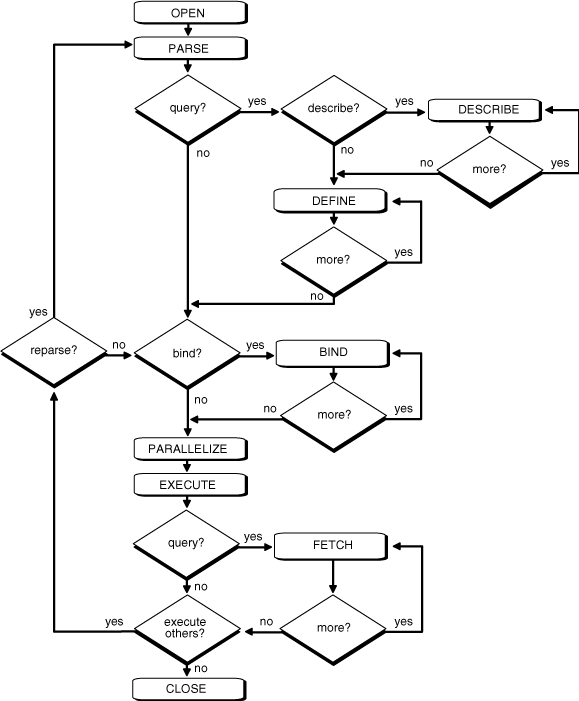 OPEN
PARSE
query?
yes
describe?
yes
DESCRIBE
no
no
no
more?
yes
DEFINE
more?
yes
no
yes
reparse?
no
bind?
yes
BIND
no
no
more?
yes
PARALLELIZE
EXECUTE
query?
yes
FETCH
no
yes
execute
others?
no
more?
yes
no
CLOSE